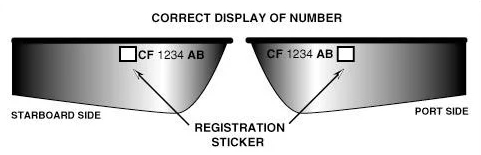 CORRECT DISPLAY OF NUMBER
CF 1234 AB
CF 1234 AB
STARBOARD SIDE
PORT SIDE
REGISTRATION
STICKER